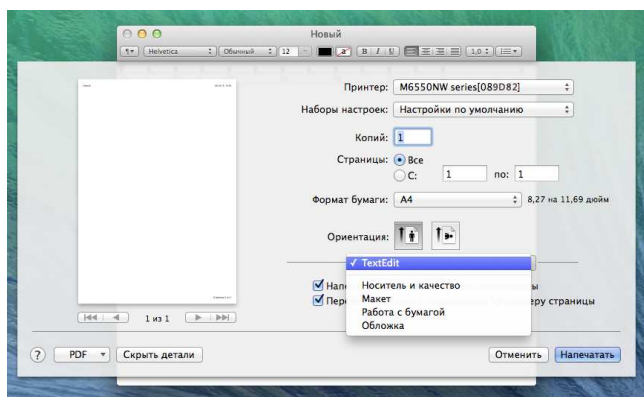 Новый
Helvetica Обычный 12 a B I U 1,0
Принтер: M6550NW series[089D82]
Наборы настроек: Настройки по умолчанию
Копий: 1
Страницы: Все
С: 1 по: 1
Формат бумаги: A4 8,27 на 11,69 дюйм
Ориентация:
✓ TextEdit
Носитель и качество
Макет
Работа с бумагой
Обложка
Нап ы
Пере еру страницы
1 из 1
? PDF Скрыть детали Отменить Напечатать